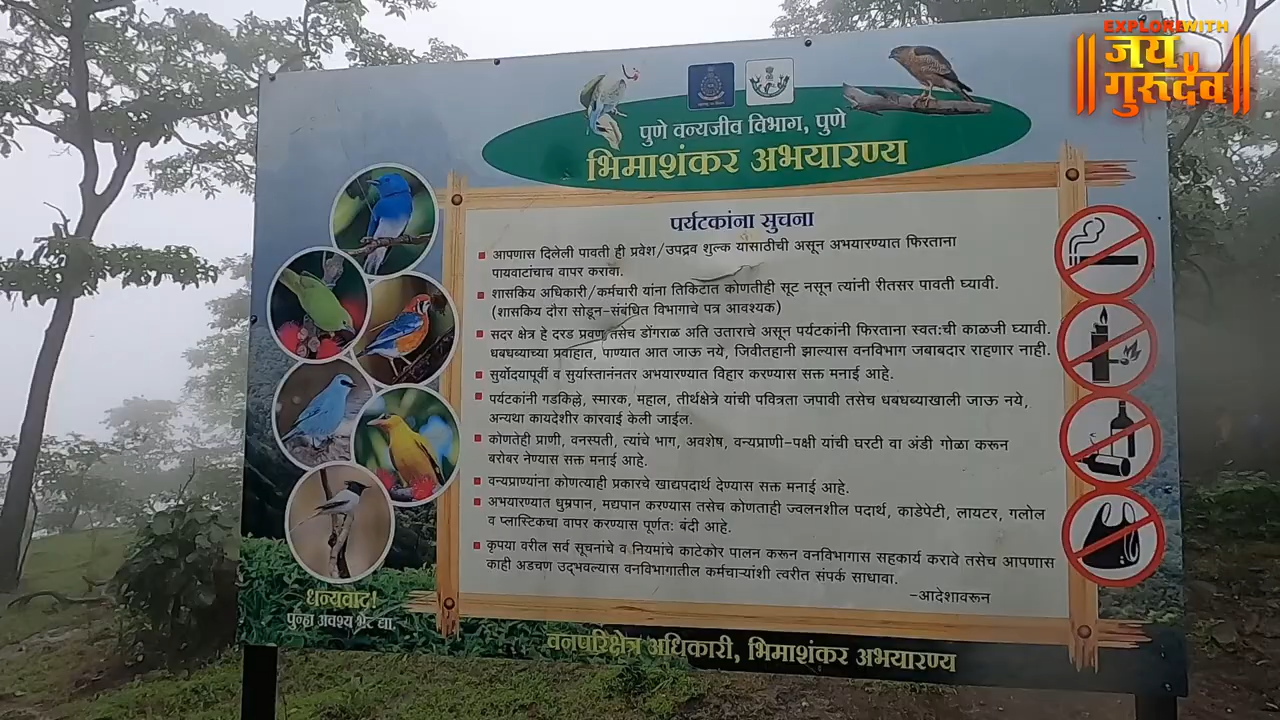 EXPLORE WITH
जय
गुरूदेव
पुणे वन्यजीव विभाग, पुणे
भिमाशंकर अभयारण्य
पर्यटकांना सुचना
आपणास दिलेली पावती ही प्रवेश/उपद्रव शुल्क यासाठीची असून अभयारण्यात फिरताना
पायवाटांचाच वापर करावा.
शासकिय अधिकारी/कर्मचारी यांना तिकिटात कोणतीही सूट नसून त्यांनी रीतसर पावती घ्यावी.
(शासकिय दौरा सोडून-संबंधित विभागाचे पत्र आवश्यक)
सदर क्षेत्र हे दरड प्रवण तसेच डोंगराळ अति उताराचे असून पर्यटकांनी फिरताना स्वत:ची काळजी घ्यावी.
धबधब्याच्या प्रवाहात, पाण्यात आत जाऊ नये, जिवीतहानी झाल्यास वनविभाग जबाबदार राहणार नाही.
सुर्योदयापूर्वी व सुर्यास्तानंनतर अभयारण्यात विहार करण्यास सक्त मनाई आहे.
पर्यटकांनी गडकिल्ले, स्मारक, महाल, तीर्थक्षेत्रे यांची पवित्रता जपावी तसेच धबधब्याखाली जाऊ नये,
अन्यथा कायदेशीर कारवाई केली जाईल.
कोणतेही प्राणी, वनस्पती, त्यांचे भाग, अवशेष, वन्यप्राणी-पक्षी यांची घरटी वा अंडी गोळा करून
बरोबर नेण्यास सक्त मनाई आहे.
वन्यप्राण्यांना कोणत्याही प्रकारचे खाद्यपदार्थ देण्यास सक्त मनाई आहे.
अभयारण्यात धुम्रपान, मद्यपान करण्यास तसेच कोणताही ज्वलनशील पदार्थ, काडेपेटी, लायटर, गलोल
व प्लास्टिकचा वापर करण्यास पूर्णत: बंदी आहे.
कृपया वरील सर्व सूचनांचे व नियमांचे काटेकोर पालन करून वनविभागास सहकार्य करावे तसेच आपणास
काही अडचण उद्‌भवल्यास वनविभागातील कर्मचाऱ्यांशी त्वरीत संपर्क साधावा.
-आदेशावरून
धन्यवाद!
पुन्हा अवश्य भेट द्या.
वनपरिक्षेत्र अधिकारी, भिमाशंकर अभयारण्य